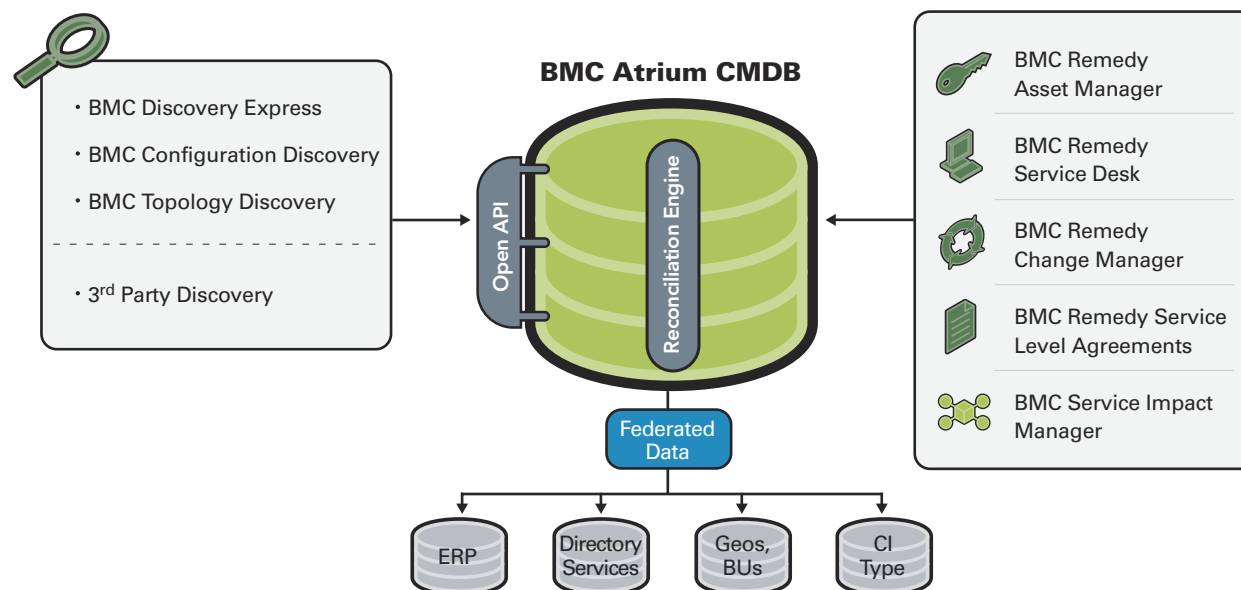 BMC Atrium CMDB
· BMC Discovery Express
· BMC Configuration Discovery
· BMC Topology Discovery
· 3rd Party Discovery
Open API
Reconciliation Engine
BMC Remedy
Asset Manager
BMC Remedy
Service Desk
BMC Remedy
Change Manager
BMC Remedy Service
Level Agreements
BMC Service Impact
Manager
Federated
Data
ERP
Directory
Services
Geos,
BUs
CI
Type